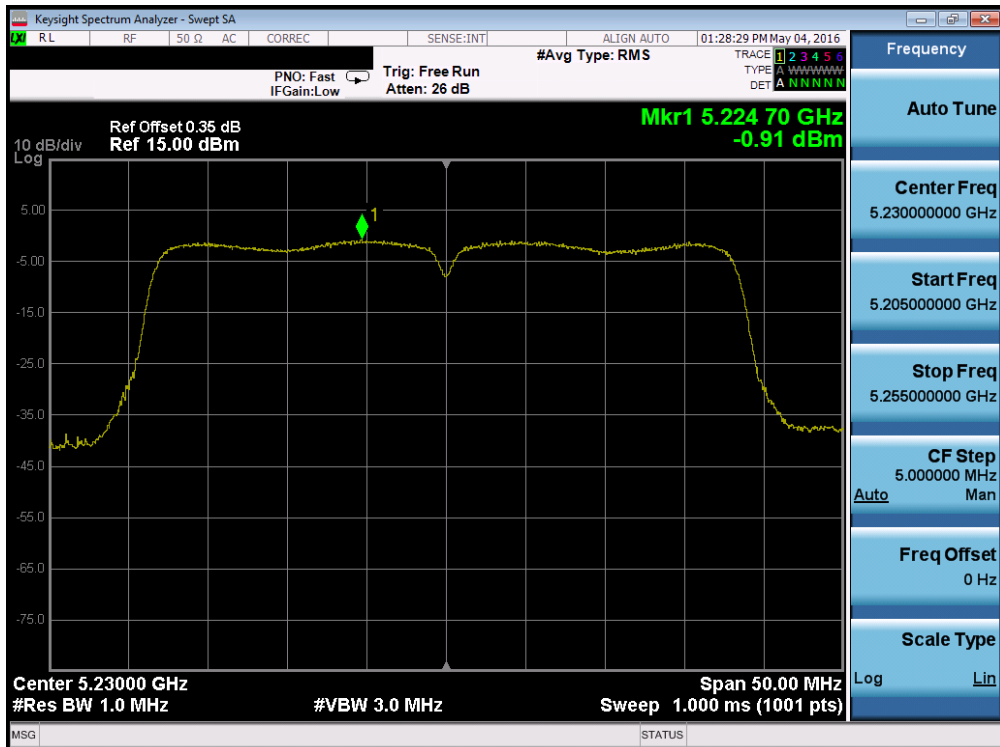 Keysight Spectrum Analyzer - Swept SA
LXI RL RF 50 Ω AC CORREC SENSE:INT ALIGN AUTO 01:28:29 PM May 04, 2016
#Avg Type: RMS TRACE 1 2 3 4 5 6
PNO: Fast Trig: Free Run TYPE A WWWWW
IFGain:Low Atten: 26 dB DET A N N N N N
Mkr1 5.224 70 GHz
-0.91 dBm
Ref Offset 0.35 dB
10 dB/div Ref 15.00 dBm
Log
1
5.00
-5.00
-15.0
-25.0
-35.0
-45.0
-55.0
-65.0
-75.0
Center 5.23000 GHz Span 50.00 MHz
#Res BW 1.0 MHz #VBW 3.0 MHz Sweep 1.000 ms (1001 pts)
MSG STATUS
Frequency
Auto Tune
Center Freq
5.230000000 GHz
Start Freq
5.205000000 GHz
Stop Freq
5.255000000 GHz
CF Step
5.000000 MHz
Auto Man
Freq Offset
0 Hz
Scale Type
Log Lin